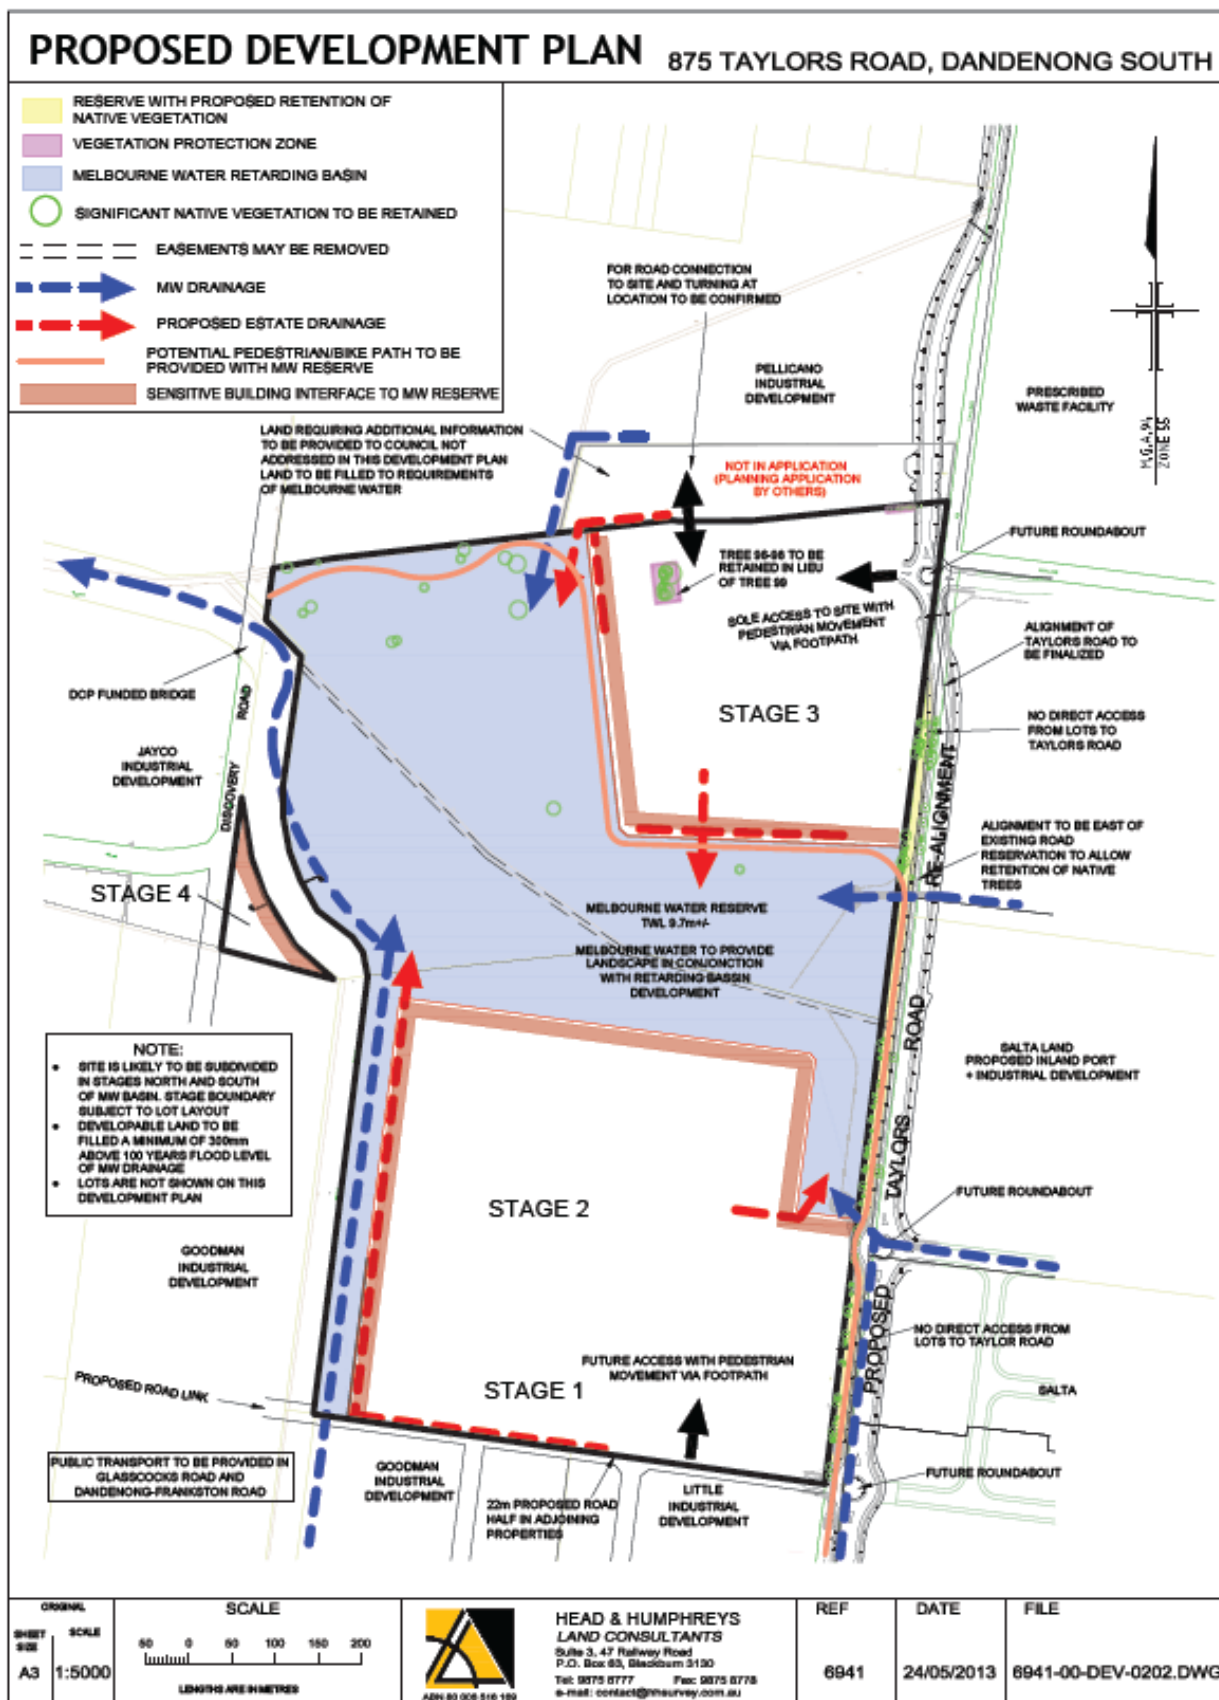 PROPOSED DEVELOPMENT PLAN 875 TAYLORS ROAD, DANDENONG SOUTH
RESERVE WITH PROPOSED RETENTION OF
NATIVE VEGETATION
VEGETATION PROTECTION ZONE
MELBOURNE WATER RETARDING BASIN
SIGNIFICANT NATIVE VEGETATION TO BE RETAINED
EASEMENTS MAY BE REMOVED
MW DRAINAGE
PROPOSED ESTATE DRAINAGE
POTENTIAL PEDESTRIAN/BIKE PATH TO BE
PROVIDED WITH MW RESERVE
SENSITIVE BUILDING INTERFACE TO MW RESERVE
FOR ROAD CONNECTION
TO SITE AND TURNING AT
LOCATION TO BE CONFIRMED
PELLICANO
INDUSTRIAL
DEVELOPMENT
PRESCRIBED
WASTE FACILITY
M.G.A.94
ZONE 55
LAND REQUIRING ADDITIONAL INFORMATION
TO BE PROVIDED TO COUNCIL NOT
ADDRESSED IN THIS DEVELOPMENT PLAN
LAND TO BE FILLED TO REQUIREMENTS
OF MELBOURNE WATER
NOT IN APPLICATION
(PLANNING APPLICATION
BY OTHERS)
FUTURE ROUNDABOUT
TREE 96-98 TO BE
RETAINED IN LIEU
OF TREE 99
SOLE ACCESS TO SITE WITH
PEDESTRIAN MOVEMENT
VIA FOOTPATH
ALIGNMENT OF
TAYLORS ROAD TO
BE FINALIZED
DCP FUNDED BRIDGE
STAGE 3
NO DIRECT ACCESS
FROM LOTS TO
TAYLORS ROAD
JAYCO
INDUSTRIAL
DEVELOPMENT
DISCOVERY ROAD
ALIGNMENT TO BE EAST OF
EXISTING ROAD
RESERVATION TO ALLOW
RETENTION OF NATIVE
TREES
STAGE 4
MELBOURNE WATER RESERVE
TWL 9.7m+/-
MELBOURNE WATER TO PROVIDE
LANDSCAPE IN CONJONCTION
WITH RETARDING BASSIN
DEVELOPMENT
PROPOSED TAYLORS ROAD RE-ALIGNMENT
NOTE:
• SITE IS LIKELY TO BE SUBDIVIDED
IN STAGES NORTH AND SOUTH
OF MW BASIN. STAGE BOUNDARY
SUBJECT TO LOT LAYOUT
• DEVELOPABLE LAND TO BE
FILLED A MINIMUM OF 300mm
ABOVE 100 YEARS FLOOD LEVEL
OF MW DRAINAGE
• LOTS ARE NOT SHOWN ON THIS
DEVELOPMENT PLAN
SALTA LAND
PROPOSED INLAND PORT
+ INDUSTRIAL DEVELOPMENT
STAGE 2
FUTURE ROUNDABOUT
GOODMAN
INDUSTRIAL
DEVELOPMENT
NO DIRECT ACCESS FROM
LOTS TO TAYLOR ROAD
FUTURE ACCESS WITH PEDESTRIAN
MOVEMENT VIA FOOTPATH
PROPOSED ROAD LINK
STAGE 1
SALTA
PUBLIC TRANSPORT TO BE PROVIDED IN
GLASSCOCKS ROAD AND
DANDENONG-FRANKSTON ROAD
GOODMAN
INDUSTRIAL
DEVELOPMENT
22m PROPOSED ROAD
HALF IN ADJOINING
PROPERTIES
LITTLE
INDUSTRIAL
DEVELOPMENT
FUTURE ROUNDABOUT
ORIGINAL
SHEET SIZE SCALE
A3 1:5000
SCALE
50 0 50 100 150 200
LENGTHS ARE IN METRES
ABN 80 006 516 169
HEAD & HUMPHREYS
LAND CONSULTANTS
Suite 3, 47 Railway Road
P.O. Box 63, Blackburn 3130
Tel: 9875 8777 Fax: 9875 8778
e-mail: contact@hhsurvey.com.au
REF
6941
DATE
24/05/2013
FILE
6941-00-DEV-0202.DWG